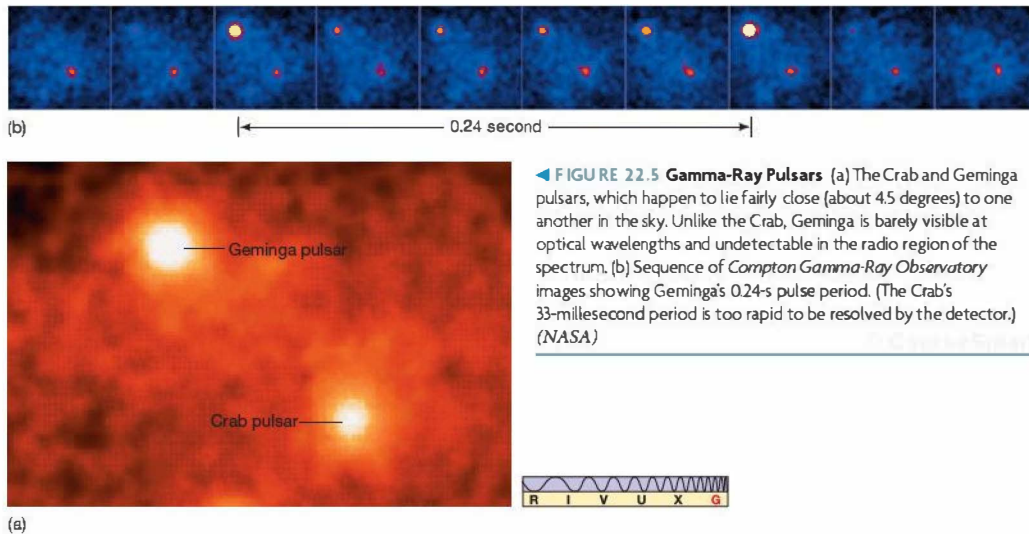 (b)
0.24 second
◀ FIGURE 22.5 Gamma-Ray Pulsars (a) The Crab and Geminga
pulsars, which happen to lie fairly close (about 4.5 degrees) to one
another in the sky. Unlike the Crab, Geminga is barely visible at
optical wavelengths and undetectable in the radio region of the
spectrum. (b) Sequence of Compton Gamma-Ray Observatory
images showing Geminga's 0.24-s pulse period. (The Crab's
33-millesecond period is too rapid to be resolved by the detector.)
(NASA)
Geminga pulsar
Crab pulsar
R I V U X G
(a)